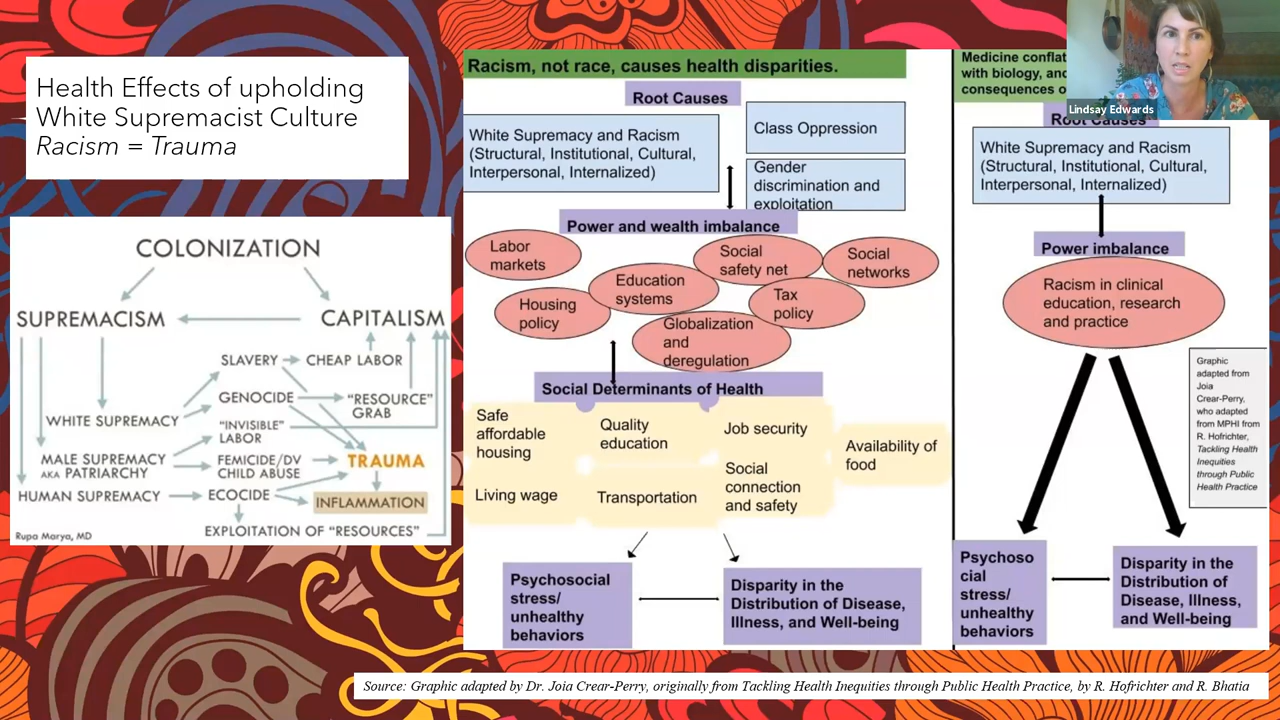 Health Effects of upholding
White Supremacist Culture
Racism = Trauma
COLONIZATION
SUPREMACISM
CAPITALISM
SLAVERY
CHEAP LABOR
GENOCIDE
"RESOURCE"
GRAB
WHITE SUPREMACY
"INVISIBLE"
LABOR
MALE SUPREMACY
AKA PATRIARCHY
FEMICIDE/DV
CHILD ABUSE
TRAUMA
HUMAN SUPREMACY
ECOCIDE
INFLAMMATION
EXPLOITATION OF "RESOURCES"
Rupa Marya, MD
Racism, not race, causes health disparities.
Root Causes
White Supremacy and Racism
(Structural, Institutional, Cultural,
Interpersonal, Internalized)
Class Oppression
Gender
discrimination and
exploitation
Power and wealth imbalance
Labor
markets
Social
safety net
Social
networks
Education
systems
Housing
policy
Tax
policy
Globalization
and
deregulation
Social Determinants of Health
Safe
affordable
housing
Quality
education
Job security
Availability of
food
Living wage
Transportation
Social
connection
and safety
Psychosocial
stress/
unhealthy
behaviors
Disparity in the
Distribution of Disease,
Illness, and Well-being
Medicine conflat
with biology, and
consequences o
Lindsay Edwards
Root Causes
White Supremacy and Racism
(Structural, Institutional, Cultural,
Interpersonal, Internalized)
Power imbalance
Racism in clinical
education, research
and practice
Graphic
adapted from
Joia
Crear-Perry,
who adapted
from MPHI from
R. Hofrichter,
Tackling Health
Inequities
through Public
Health Practice
Psychoso
cial
stress/
unhealthy
behaviors
Disparity in the
Distribution of
Disease, Illness,
and Well-being
Source: Graphic adapted by Dr. Joia Crear-Perry, originally from Tackling Health Inequities through Public Health Practice, by R. Hofrichter and R. Bhatia